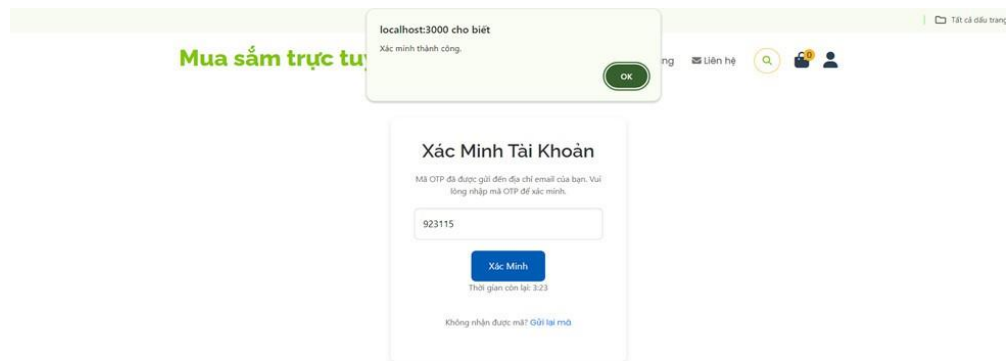 Tất cả dấu trang
localhost:3000 cho biết
Xác minh thành công.
OK
Mua sắm trực tu
ng
Liên hệ
0
Xác Minh Tài Khoản
Mã OTP đã được gửi đến địa chỉ email của bạn. Vui
lòng nhập mã OTP để xác minh.
923115
Xác Minh
Thời gian còn lại: 3:23
Không nhận được mã? Gửi lại mã